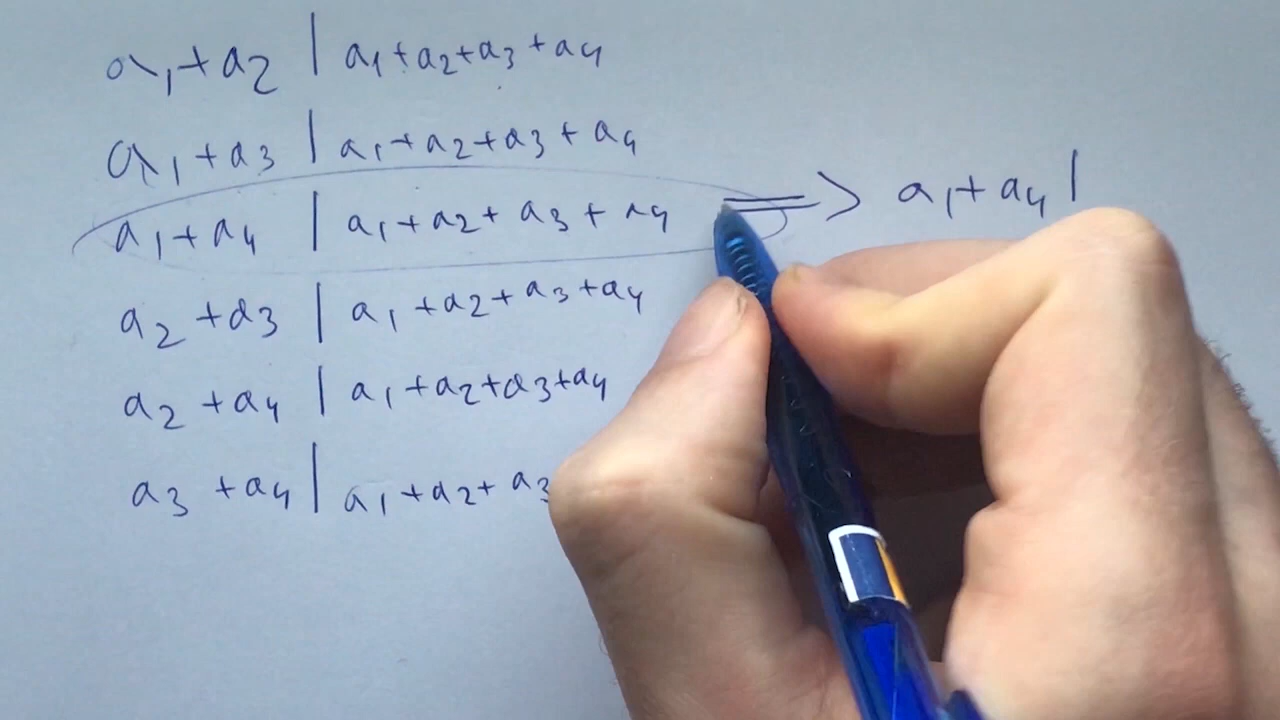 a₁+a₂ | a₁+a₂+a₃+a₄
a₁+a₃ | a₁+a₂+a₃+a₄
a₁+a₄ | a₁+a₂+a₃+a₄ => a₁+a₄ |
a₂+a₃ | a₁+a₂+a₃+a₄
a₂+a₄ | a₁+a₂+a₃+a₄
a₃+a₄ | a₁+a₂+a₃